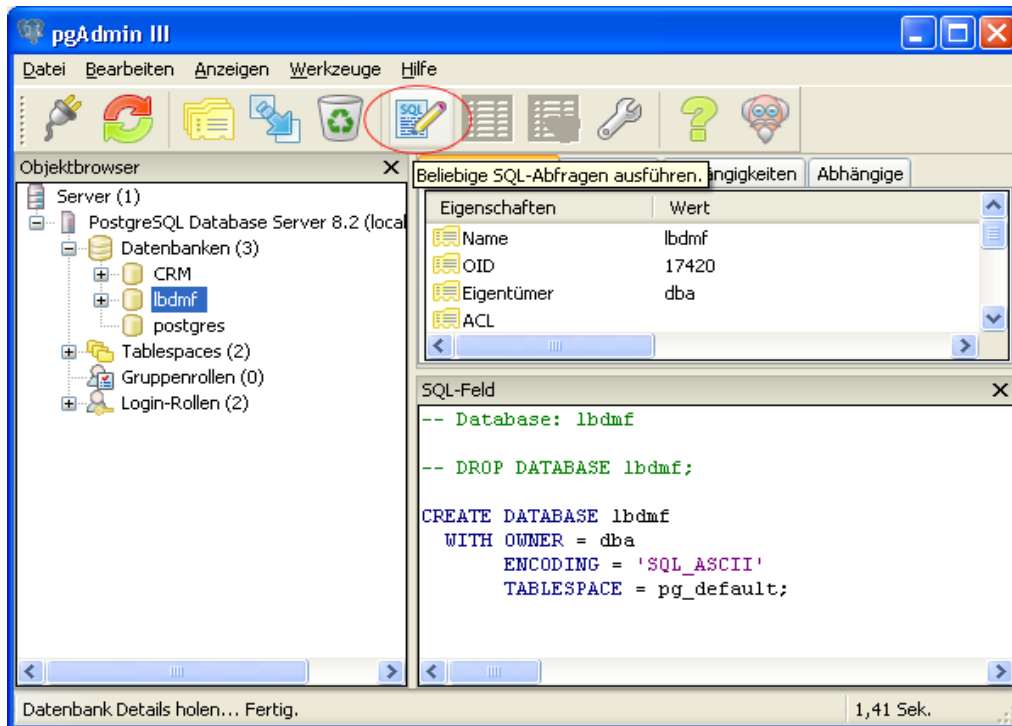 pgAdmin III
Datei Bearbeiten Anzeigen Werkzeuge Hilfe
SQL
Objektbrowser
Server (1)
PostgreSQL Database Server 8.2 (local
Datenbanken (3)
CRM
lbdmf
postgres
Tablespaces (2)
Gruppenrollen (0)
Login-Rollen (2)
Beliebige SQL-Abfragen ausführen.
ängigkeiten
Abhängige
Eigenschaften Wert
Name lbdmf
OID 17420
Eigentümer dba
ACL
SQL-Feld
-- Database: lbdmf
-- DROP DATABASE lbdmf;
CREATE DATABASE lbdmf
WITH OWNER = dba
ENCODING = 'SQL_ASCII'
TABLESPACE = pg_default;
Datenbank Details holen... Fertig.
1,41 Sek.